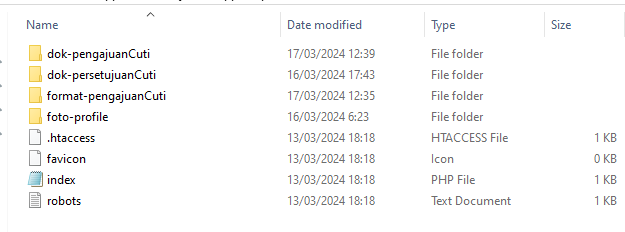 Name Date modified Type Size
dok-pengajuanCuti 17/03/2024 12:39 File folder
dok-persetujuanCuti 16/03/2024 17:43 File folder
format-pengajuanCuti 17/03/2024 12:35 File folder
foto-profile 16/03/2024 6:23 File folder
.htaccess 13/03/2024 18:18 HTACCESS File 1 KB
favicon 13/03/2024 18:18 Icon 0 KB
index 13/03/2024 18:18 PHP File 1 KB
robots 13/03/2024 18:18 Text Document 1 KB